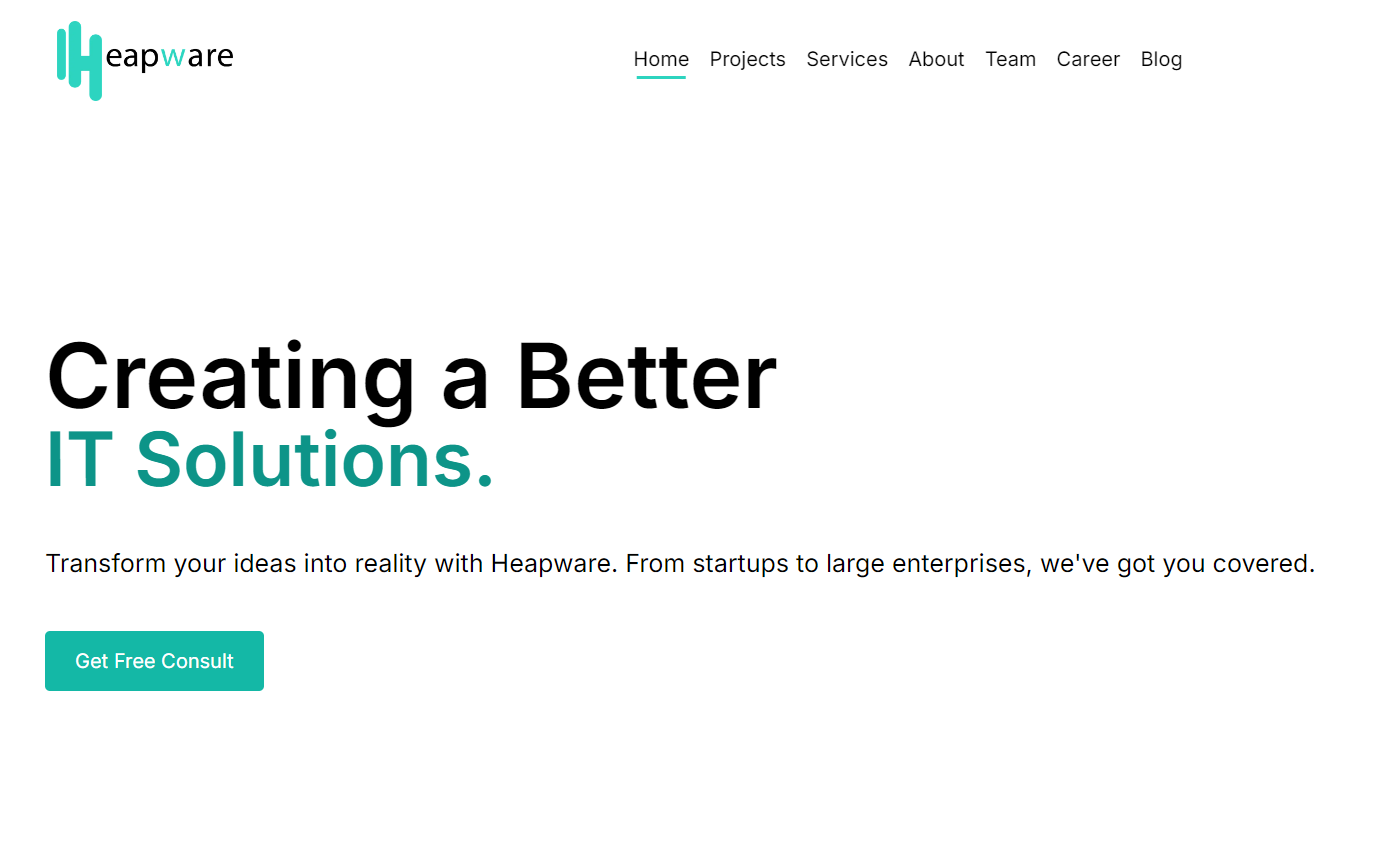 Heapware
Home Projects Services About Team Career Blog
Creating a Better
IT Solutions.
Transform your ideas into reality with Heapware. From startups to large enterprises, we've got you covered.
Get Free Consult